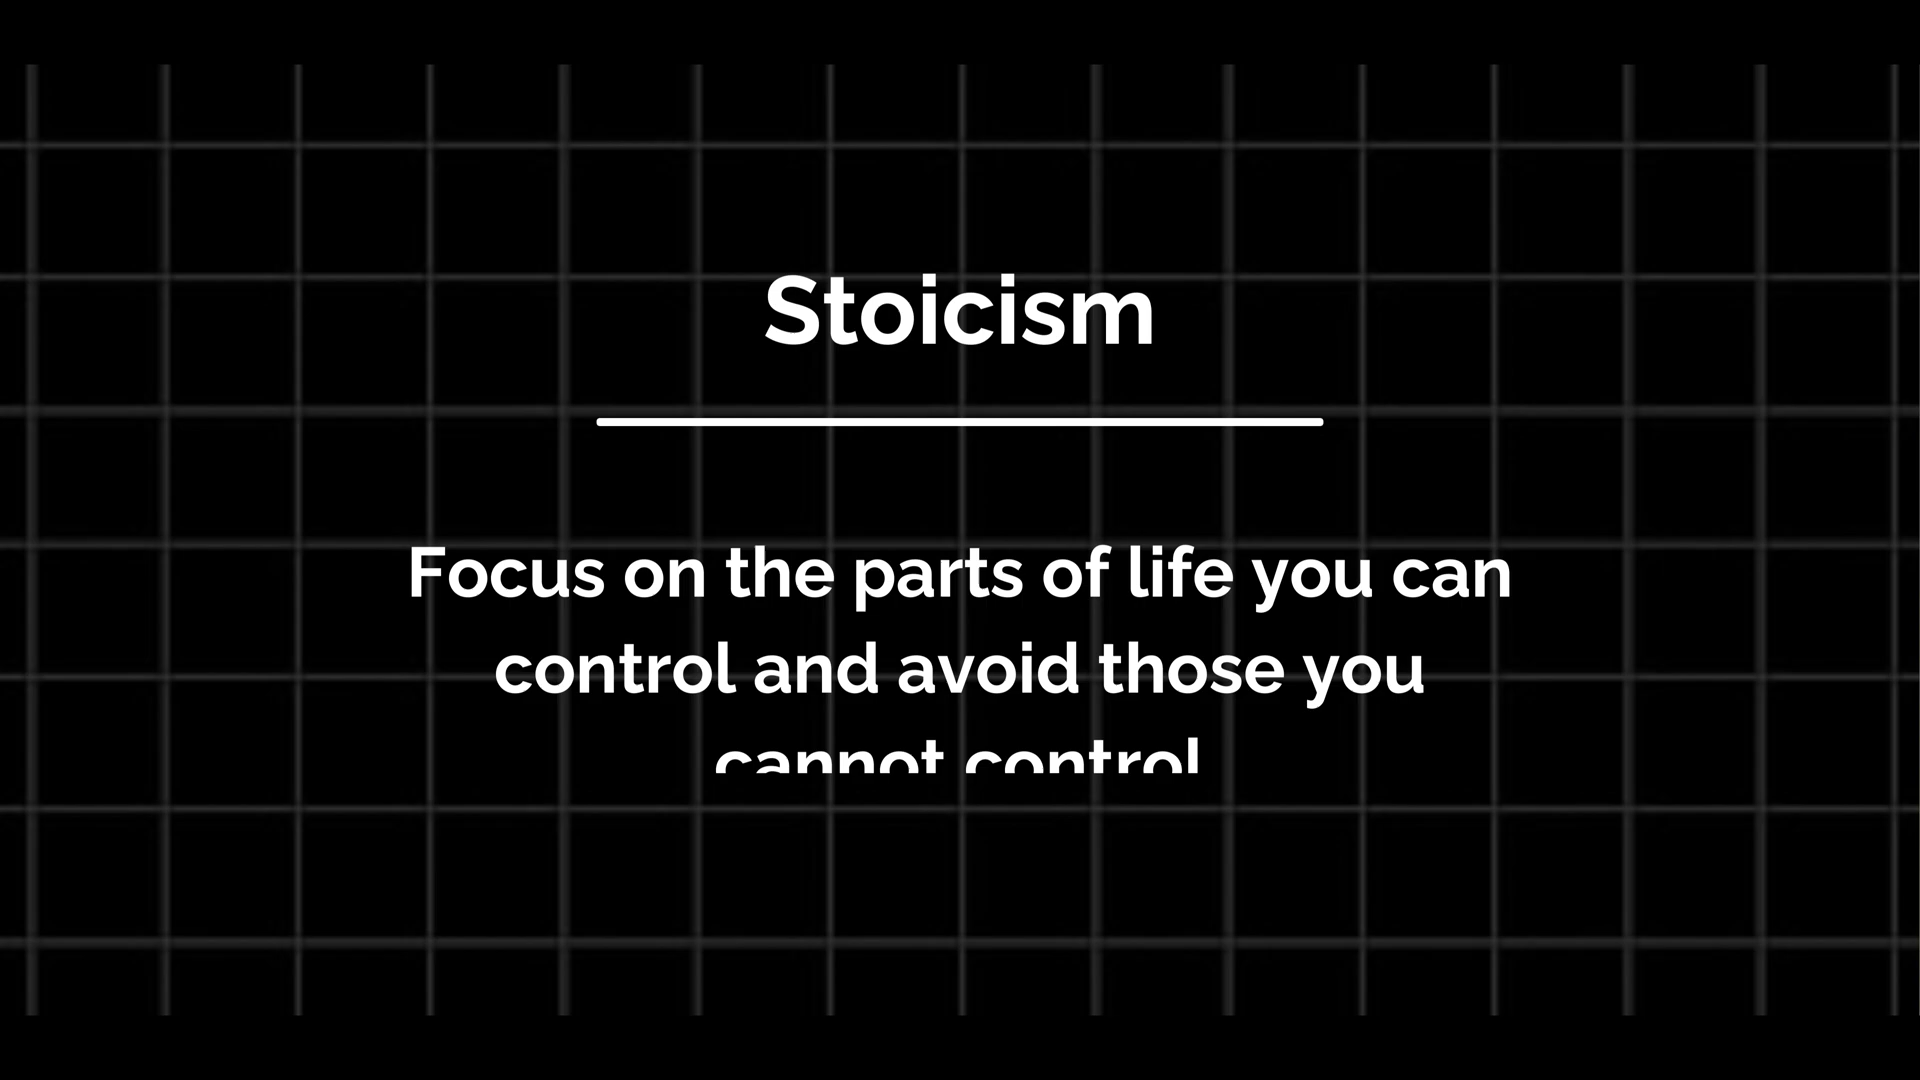 Stoicism
Focus on the parts of life you can
control and avoid those you
cannot control